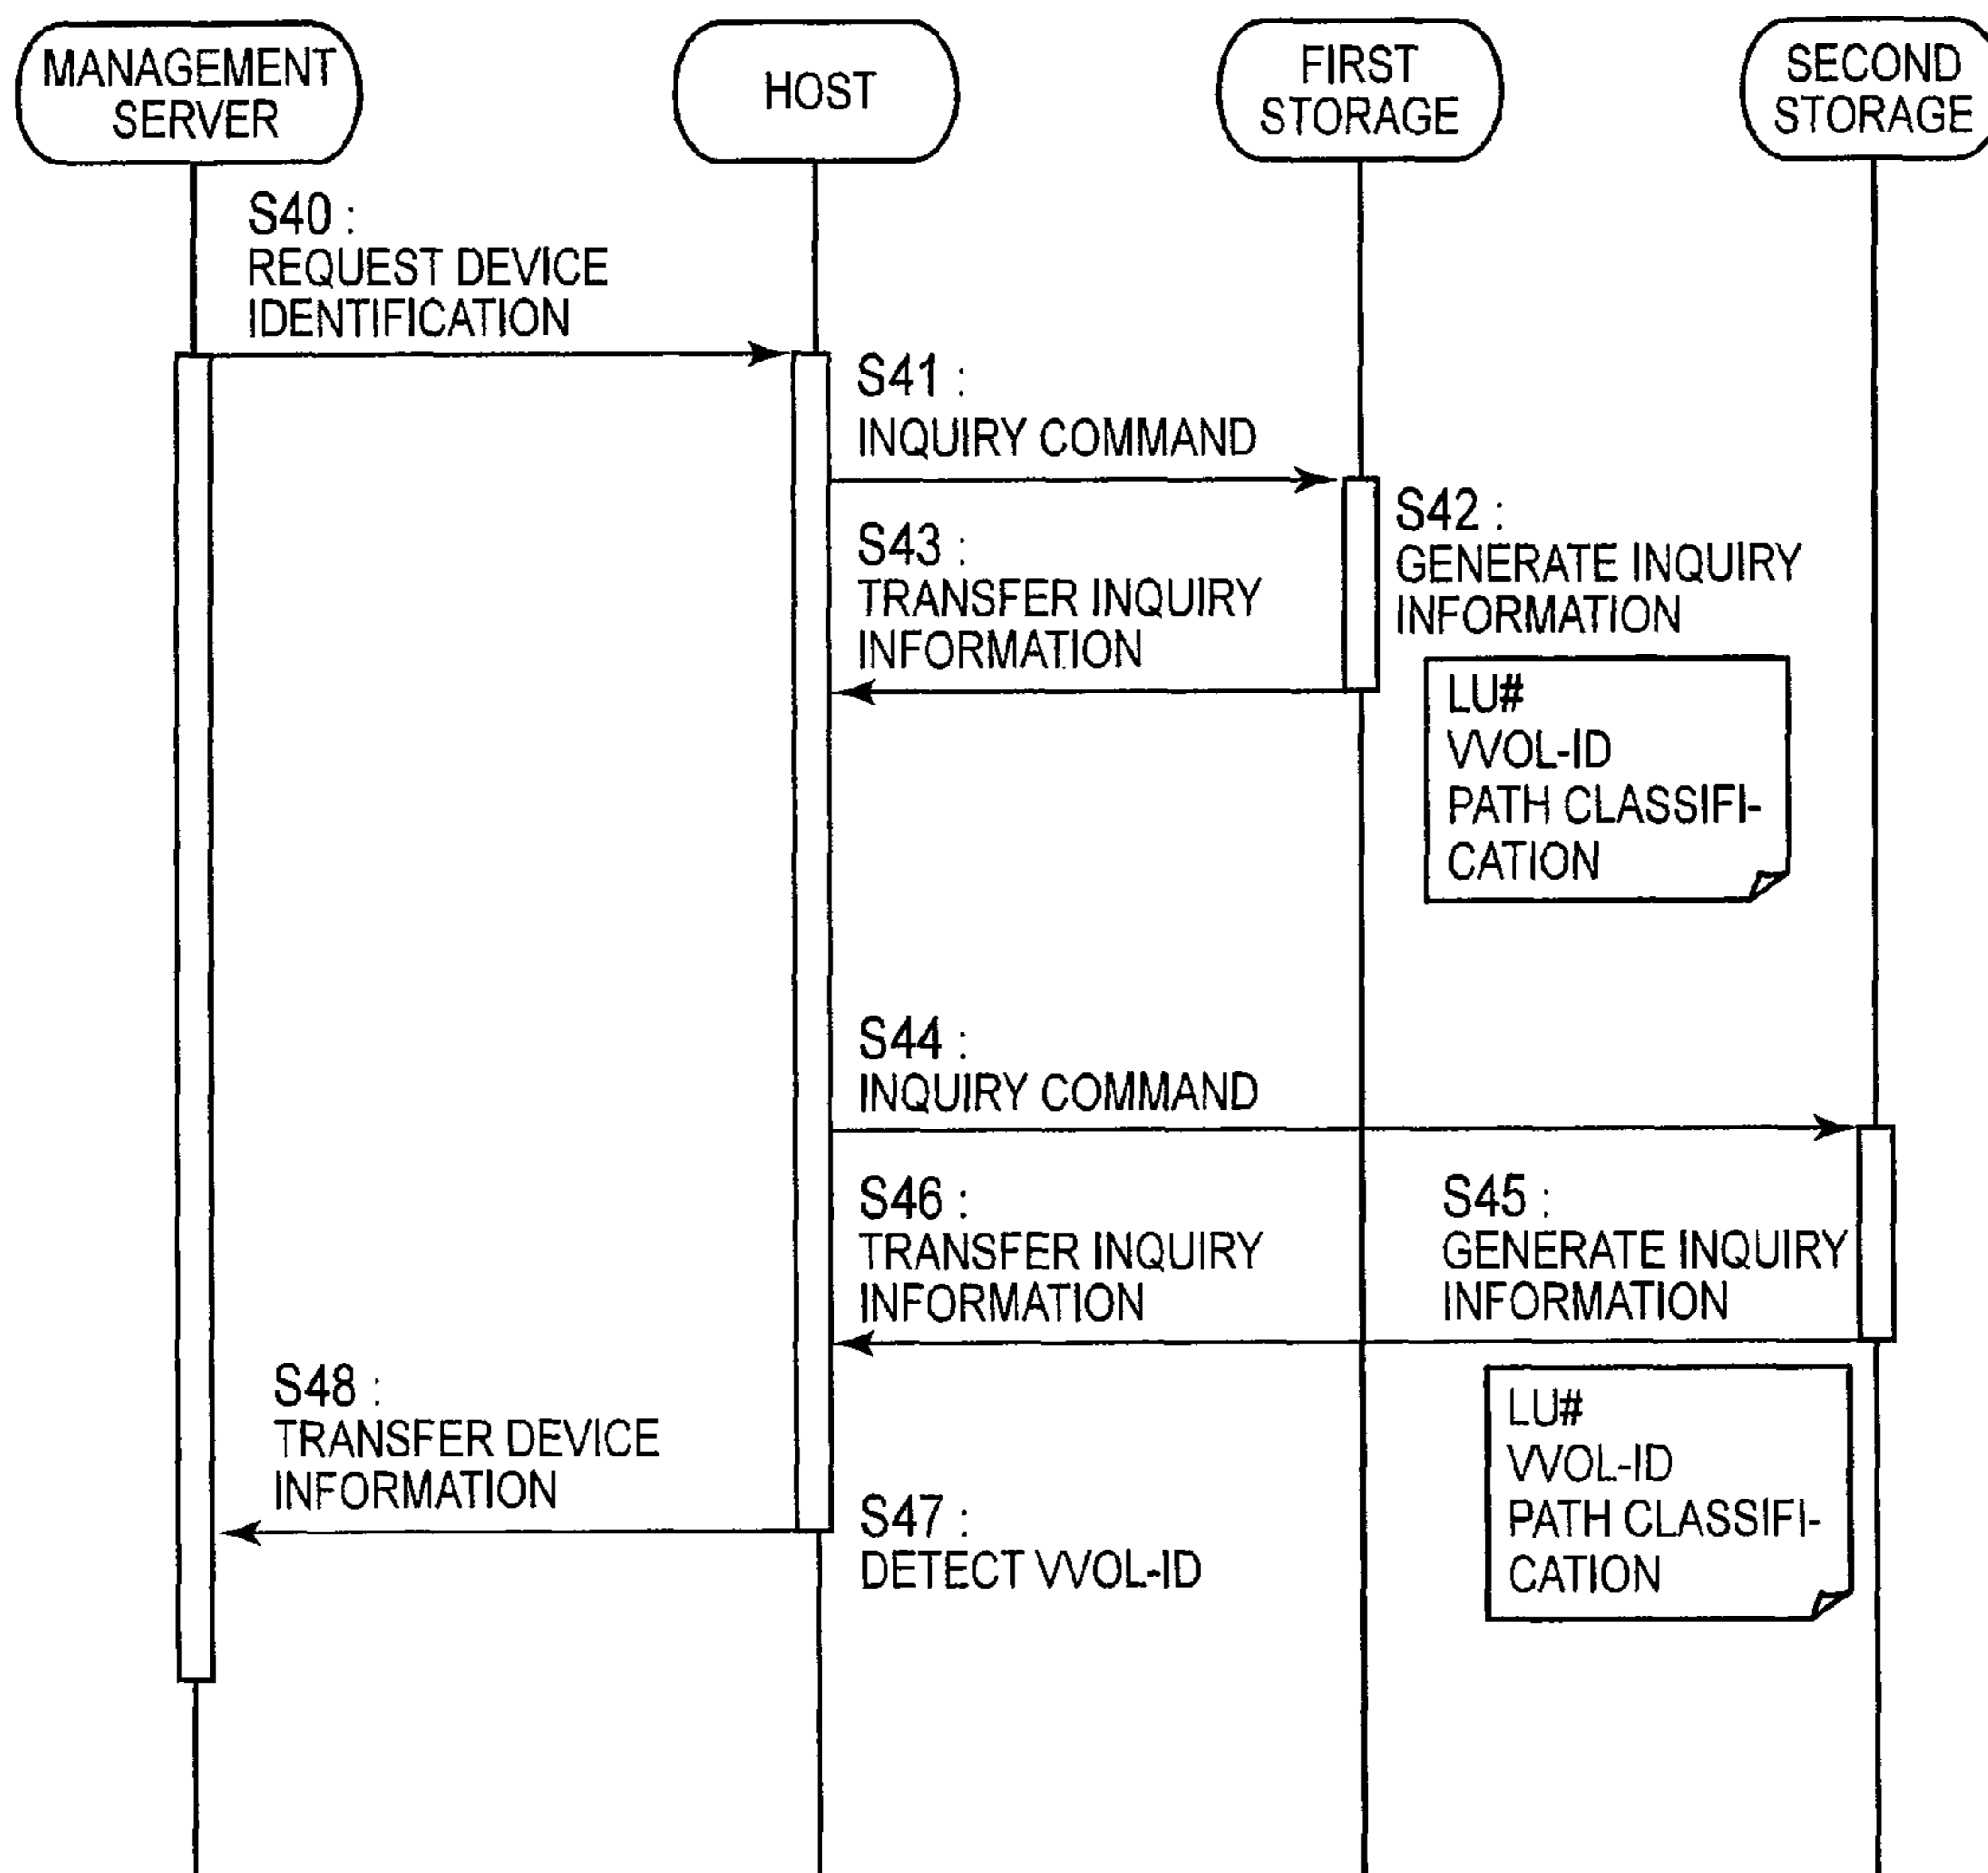 MANAGEMENT
SERVER
HOST
FIRST
STORAGE
SECOND
STORAGE
S40 :
REQUEST DEVICE
IDENTIFICATION
S41 :
INQUIRY COMMAND
S42 :
GENERATE INQUIRY
INFORMATION
S43 :
TRANSFER INQUIRY
INFORMATION
LU#
VVOL-ID
PATH CLASSIFI-
CATION
S44 :
INQUIRY COMMAND
S46 :
TRANSFER INQUIRY
INFORMATION
S45 :
GENERATE INQUIRY
INFORMATION
S48 :
TRANSFER DEVICE
INFORMATION
LU#
VVOL-ID
PATH CLASSIFI-
CATION
S47 :
DETECT VVOL-ID